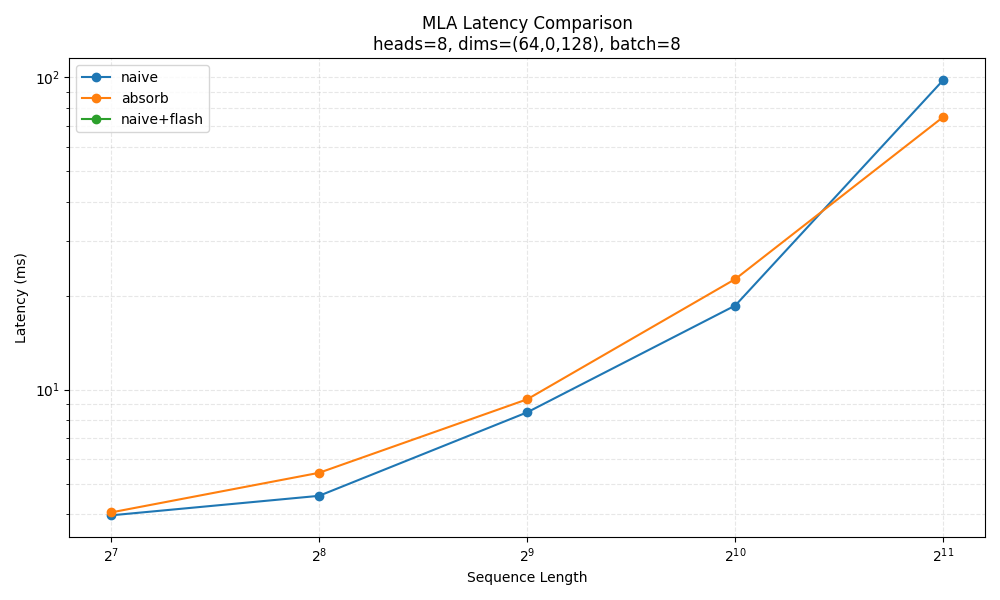 MLA Latency Comparison
heads=8, dims=(64,0,128), batch=8
naive
absorb
naive+flash
Latency (ms)
10²
10¹
2⁷ 2⁸ 2⁹ 2¹⁰ 2¹¹
Sequence Length